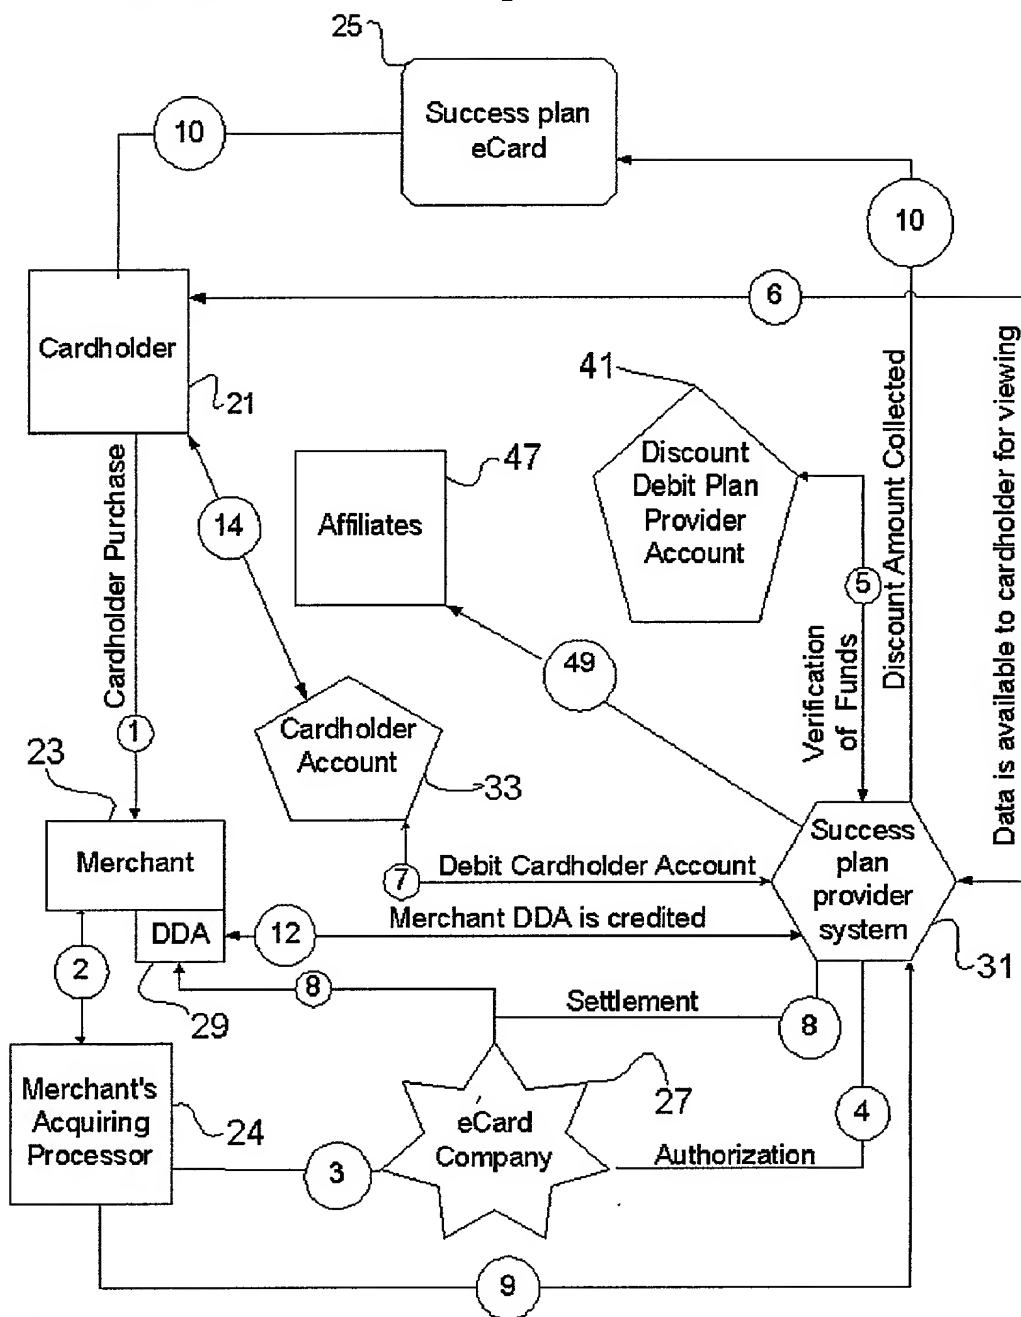 25
Success plan
eCard
10
10
6
Cardholder
21
41
Discount
Debit Plan
Provider
Account
47
Affiliates
14
5
49
Cardholder Purchase
Verification
of Funds
Discount Amount Collected
Data is available to cardholder for viewing
1
Cardholder
Account
33
23
Merchant
DDA
29
7
Debit Cardholder Account
12
Merchant DDA is credited
Success
plan
provider
system
31
2
8
Settlement
8
Merchant's
Acquiring
Processor
24
3
eCard
Company
27
4
Authorization
9